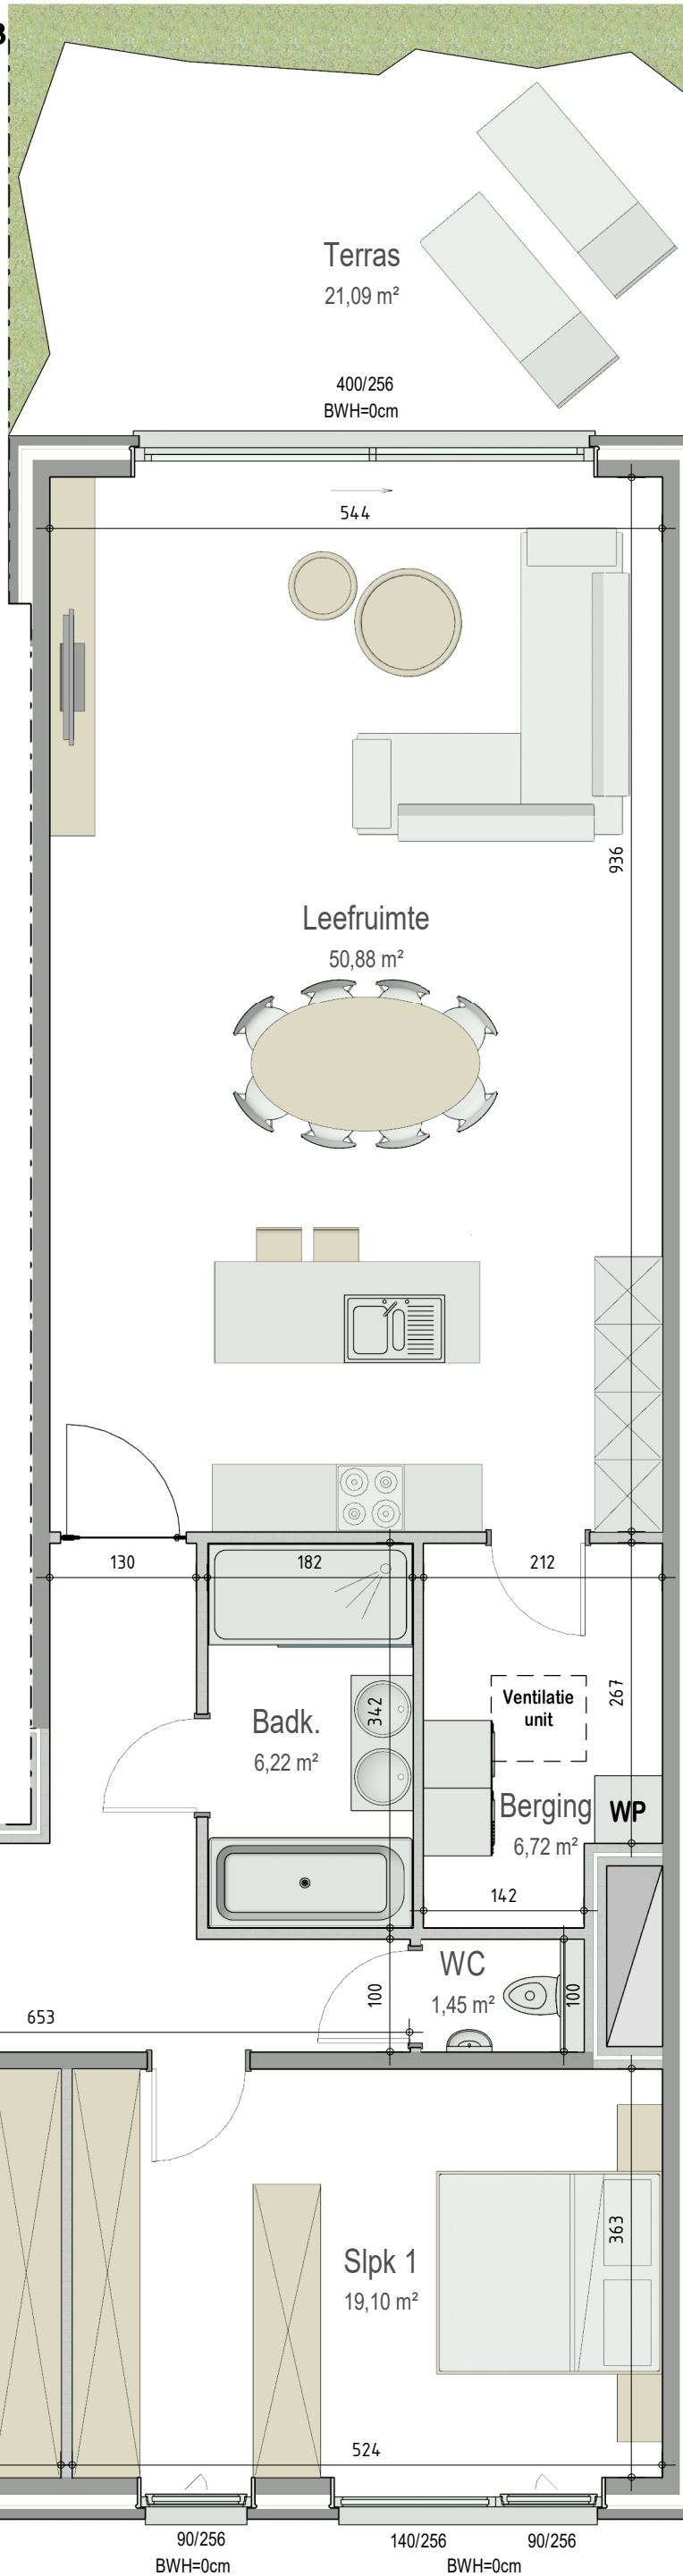 Terras
21,09 m²
400/256
BWH=0cm
544
936
Leefruimte
50,88 m²
130
182
212
267
342
Ventilatie
unit
Badk.
6,22 m²
Berging
6,72 m²
WP
142
WC
1,45 m²
100
100
653
363
Slpk 1
19,10 m²
524
90/256
BWH=0cm
140/256
90/256
BWH=0cm